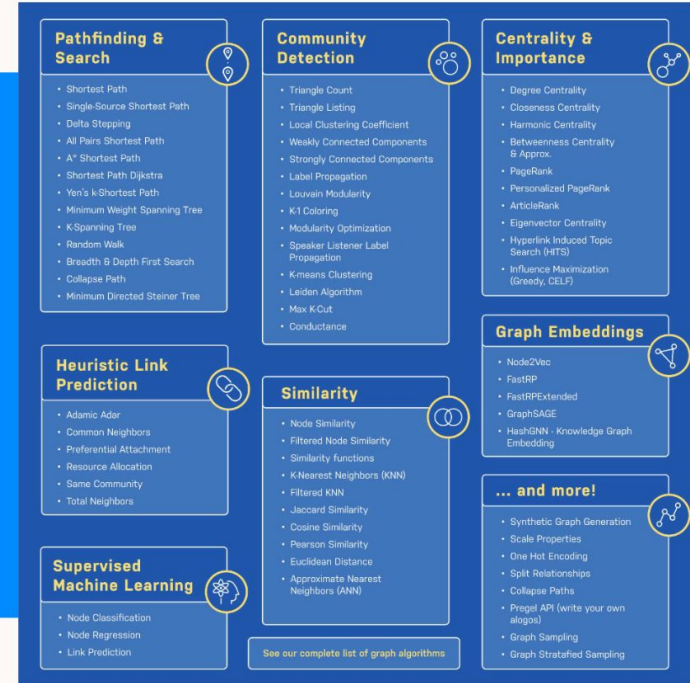 Pathfinding &
Search
• Shortest Path
• Single-Source Shortest Path
• Delta Stepping
• All Pairs Shortest Path
• A* Shortest Path
• Shortest Path Dijkstra
• Yen's k-Shortest Path
• Minimum Weight Spanning Tree
• K-Spanning Tree
• Random Walk
• Breadth & Depth First Search
• Collapse Path
• Minimum Directed Steiner Tree
Heuristic Link
Prediction
• Adamic Adar
• Common Neighbors
• Preferential Attachment
• Resource Allocation
• Same Community
• Total Neighbors
Supervised
Machine Learning
• Node Classification
• Node Regression
• Link Prediction
Community
Detection
• Triangle Count
• Triangle Listing
• Local Clustering Coefficient
• Weakly Connected Components
• Strongly Connected Components
• Label Propagation
• Louvain Modularity
• K-1 Coloring
• Modularity Optimization
• Speaker Listener Label
Propagation
• K-means Clustering
• Leiden Algorithm
• Max K-Cut
• Conductance
Similarity
• Node Similarity
• Filtered Node Similarity
• Similarity functions
• K-Nearest Neighbors (KNN)
• Filtered KNN
• Jaccard Similarity
• Cosine Similarity
• Pearson Similarity
• Euclidean Distance
• Approximate Nearest
Neighbors (ANN)
See our complete list of graph algorithms
Centrality &
Importance
• Degree Centrality
• Closeness Centrality
• Harmonic Centrality
• Betweenness Centrality
& Approx.
• PageRank
• Personalized PageRank
• ArticleRank
• Eigenvector Centrality
• Hyperlink Induced Topic
Search (HITS)
• Influence Maximization
(Greedy, CELF)
Graph Embeddings
• Node2Vec
• FastRP
• FastRPExtended
• GraphSAGE
• HashGNN - Knowledge Graph
Embedding
... and more!
• Synthetic Graph Generation
• Scale Properties
• One Hot Encoding
• Split Relationships
• Collapse Paths
• Pregel API (write your own
alogos)
• Graph Sampling
• Graph Stratafied Sampling